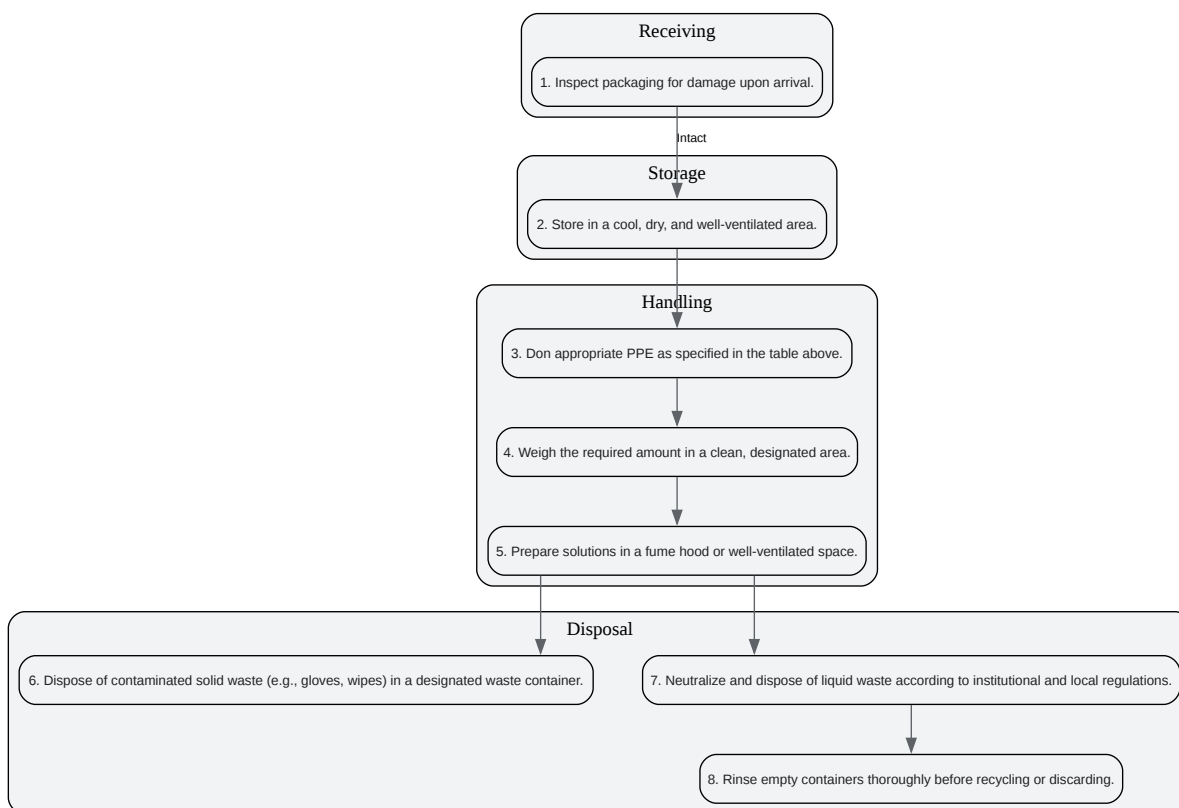 Receiving
1. Inspect packaging for damage upon arrival.
Intact
Storage
2. Store in a cool, dry, and well-ventilated area.
Handling
3. Don appropriate PPE as specified in the table above.
4. Weigh the required amount in a clean, designated area.
5. Prepare solutions in a fume hood or well-ventilated space.
Disposal
6. Dispose of contaminated solid waste (e.g., gloves, wipes) in a designated waste container.
7. Neutralize and dispose of liquid waste according to institutional and local regulations.
8. Rinse empty containers thoroughly before recycling or discarding.